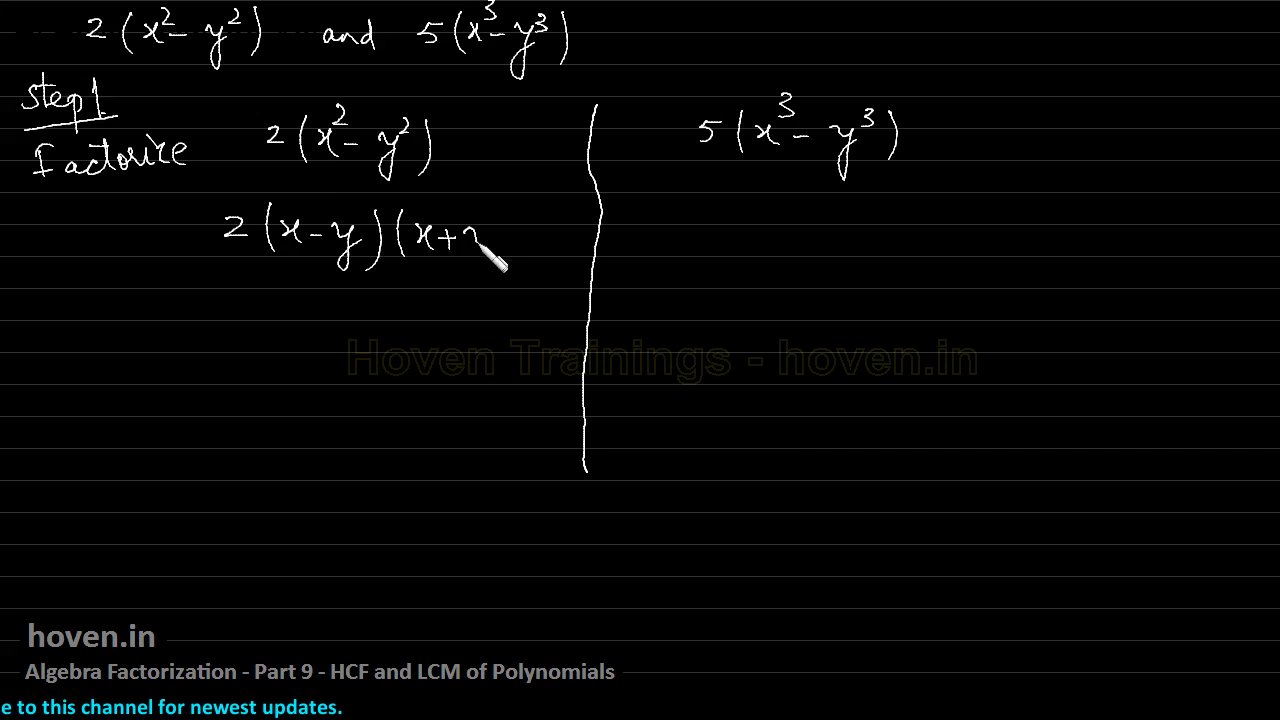 2(x²- y²) and 5(x³-y³)
Step 1
Factorize 2(x²- y²) 5(x³- y³)
2(x-y)(x+
Hoven Trainings - hoven.in
hoven.in
Algebra Factorization - Part 9 - HCF and LCM of Polynomials
e to this channel for newest updates.